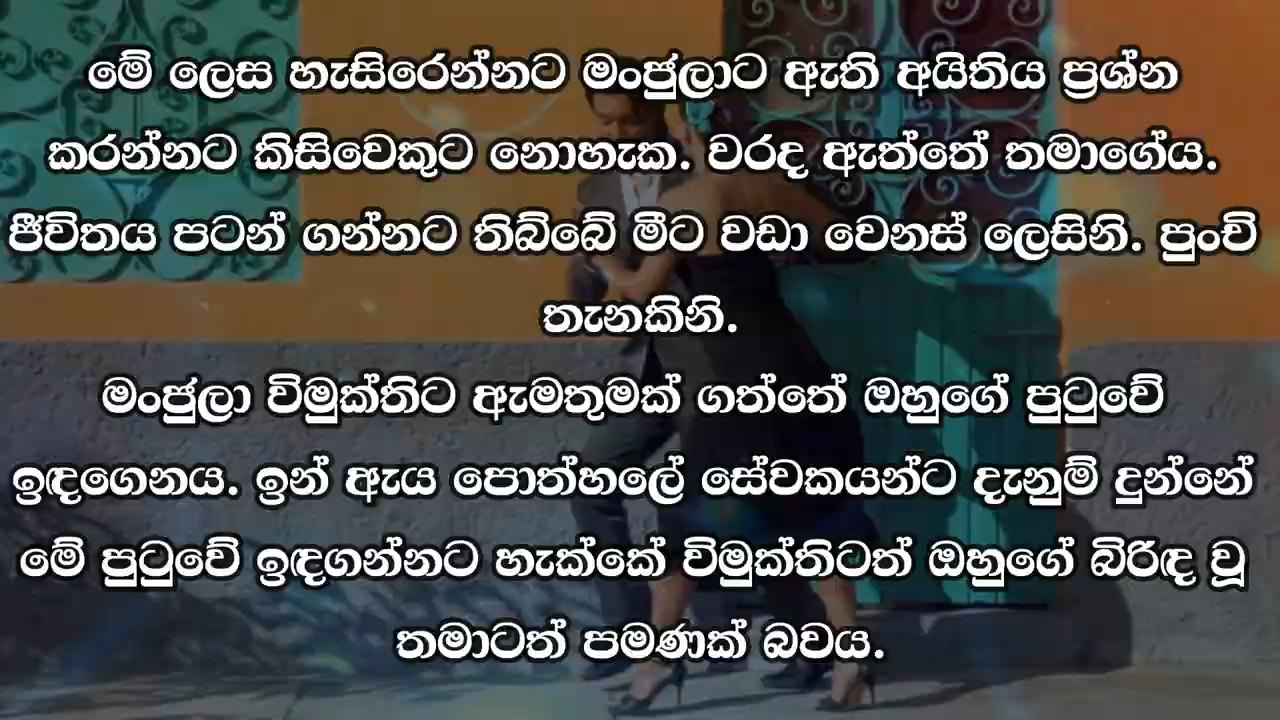 මේ ලෙස හැසිරෙන්නට මංජුලාට ඇති අයිතිය ප්‍රශ්න
කරන්නට කිසිවෙකුට නොහැක. වරද ඇත්තේ තමාගේය.
ජීවිතය පටන් ගන්නට තිබ්බේ මීට වඩා වෙනස් ලෙසිනි. පුංචි
තැනකිනි.
මංජුලා විමුක්තිට ඇමතුමක් ගත්තේ ඔහුගේ පුටුවේ
ඉඳගෙනය. ඉන් ඇය පොත්හලේ සේවකයන්ට දැනුම් දුන්නේ
මේ පුටුවේ ඉඳගන්නට හැක්කේ විමුක්තිටත් ඔහුගේ බිරිඳ වූ
තමාටත් පමණක් බවය.